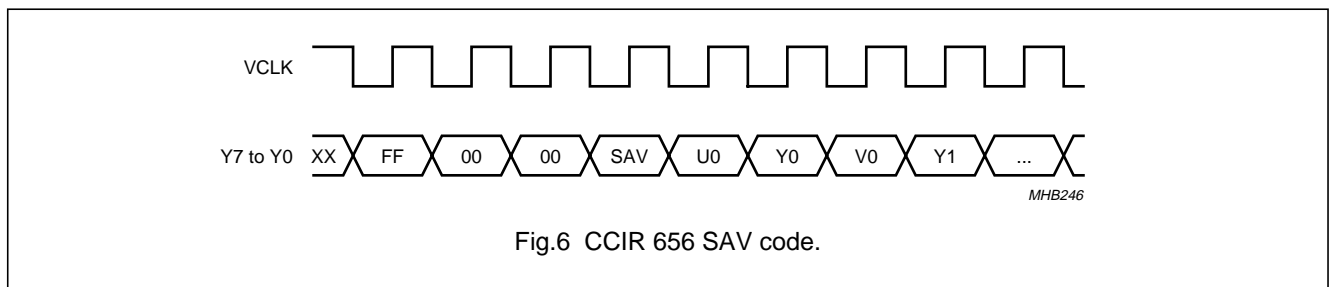 VCLK
Y7 to Y0 XX FF 00 00 SAV U0 Y0 V0 Y1 ...
MHB246
Fig.6 CCIR 656 SAV code.